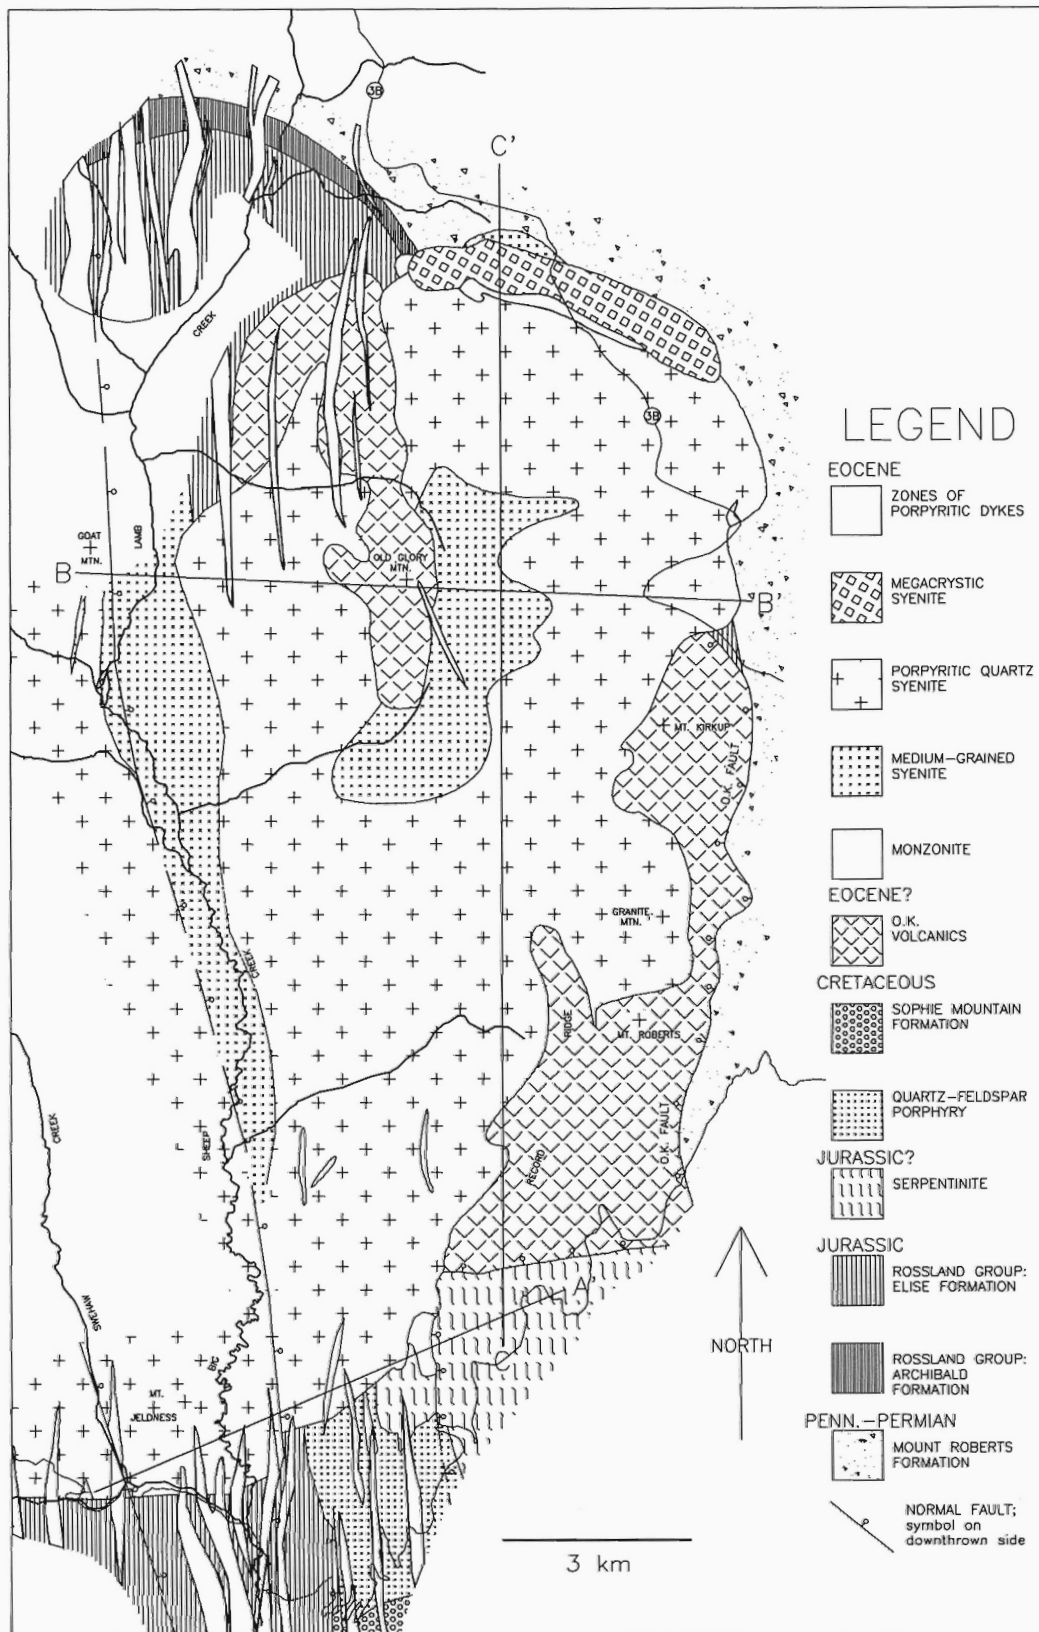 3B
C'
CREEK
3B
LEGEND
EOCENE
ZONES OF
PORPYRITIC DYKES
GOAT
MTN.
LAMB
OLD GLORY
MTN.
B
B'
MEGACRYSTIC
SYENITE
PORPYRITIC QUARTZ
SYENITE
MT. KIRKUP
O.K. FAULT
MEDIUM-GRAINED
SYENITE
MONZONITE
EOCENE?
O.K.
VOLCANICS
GRANITE
MTN.
CREEK
CRETACEOUS
SOPHIE MOUNTAIN
FORMATION
RIDGE
MT. ROBERTS
QUARTZ-FELDSPAR
PORPHYRY
CREEK
SHEEP
O.K. FAULT
RECORD
JURASSIC?
SERPENTINITE
JURASSIC
ROSSLAND GROUP:
ELISE FORMATION
SWEHAW
A
NORTH
BIG
MT.
JELDNESS
ROSSLAND GROUP:
ARCHIBALD
FORMATION
PENN.-PERMIAN
MOUNT ROBERTS
FORMATION
NORMAL FAULT;
symbol on
downthrown side
3 km